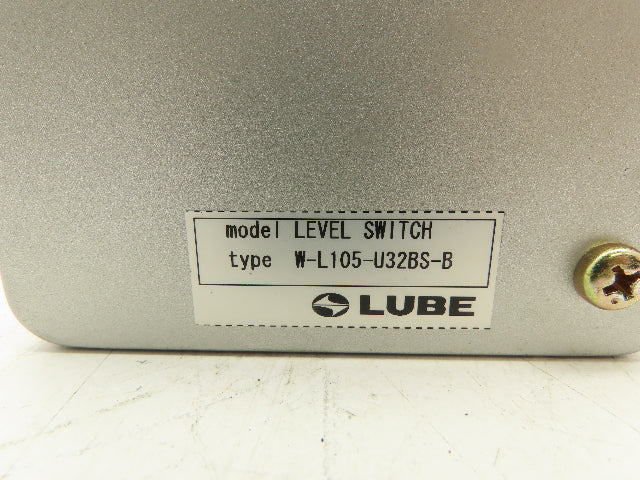 model LEVEL SWITCH
type W-L105-U32BS-B
LUBE